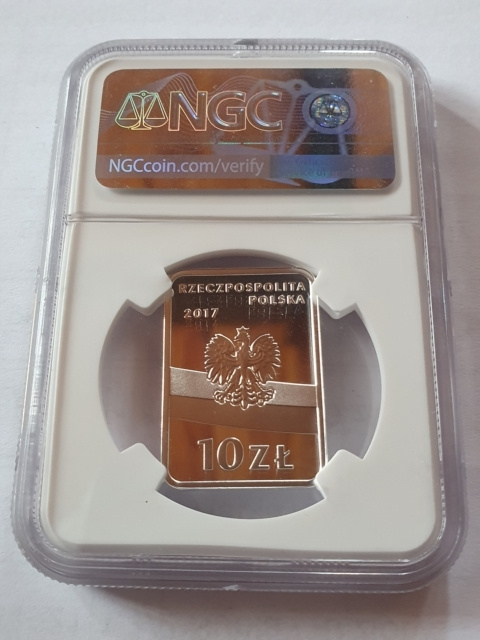 NGC
NGCcoin.com/verify
RZECZPOSPOLITA
POLSKA
2017
10 ZŁ